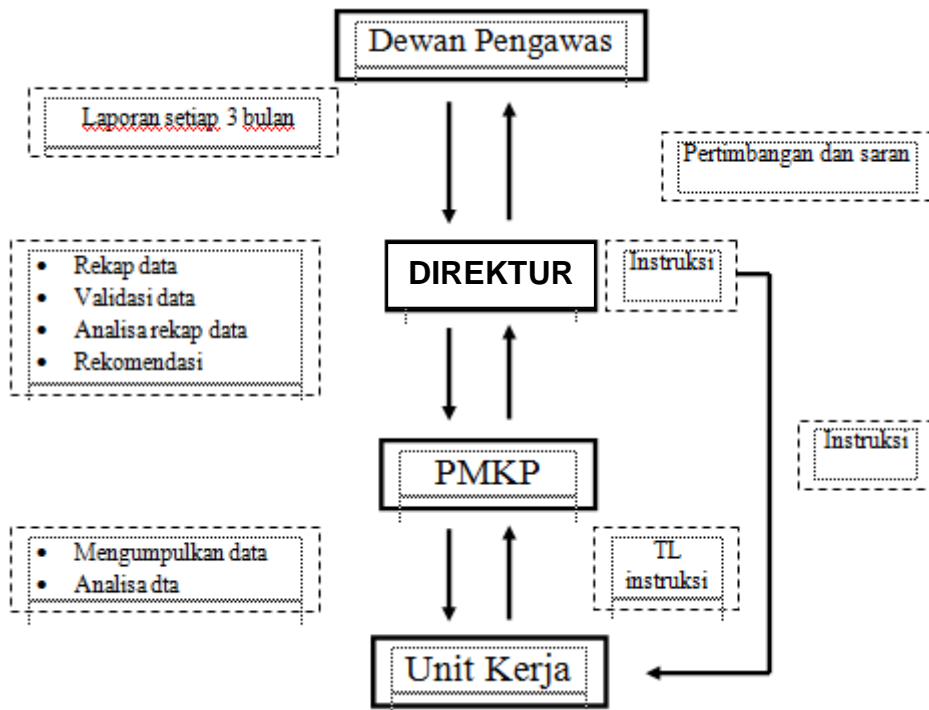 Dewan Pengawas
Laporan setiap 3 bulan
Pertimbangan dan saran
DIREKTUR
Instruksi
• Rekap data
• Validasi data
• Analisa rekap data
• Rekomendasi
Instruksi
PMKP
• Mengumpulkan data
• Analisa dta
TL
instruksi
Unit Kerja